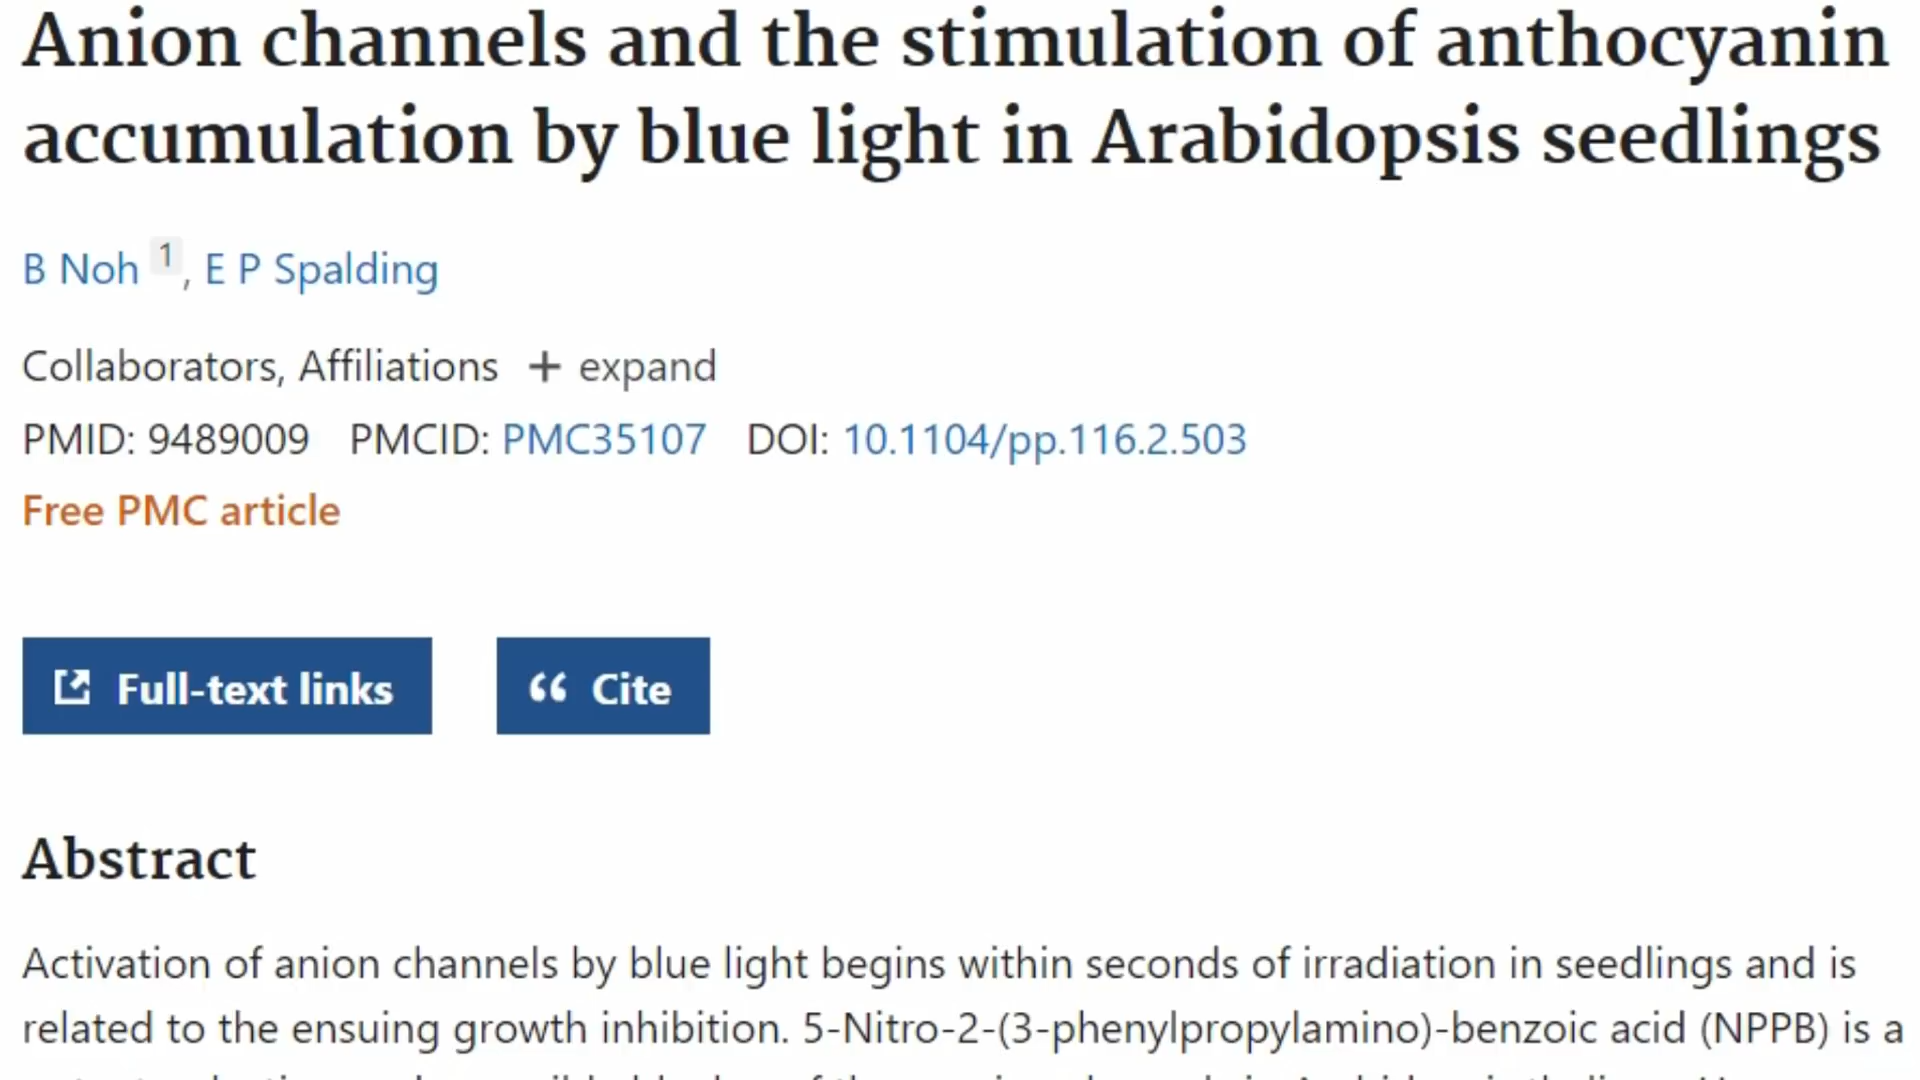 Anion channels and the stimulation of anthocyanin
accumulation by blue light in Arabidopsis seedlings
B Noh 1, E P Spalding
Collaborators, Affiliations + expand
PMID: 9489009 PMCID: PMC35107 DOI: 10.1104/pp.116.2.503
Free PMC article
Full-text links
“ Cite
Abstract
Activation of anion channels by blue light begins within seconds of irradiation in seedlings and is
related to the ensuing growth inhibition. 5-Nitro-2-(3-phenylpropylamino)-benzoic acid (NPPB) is a